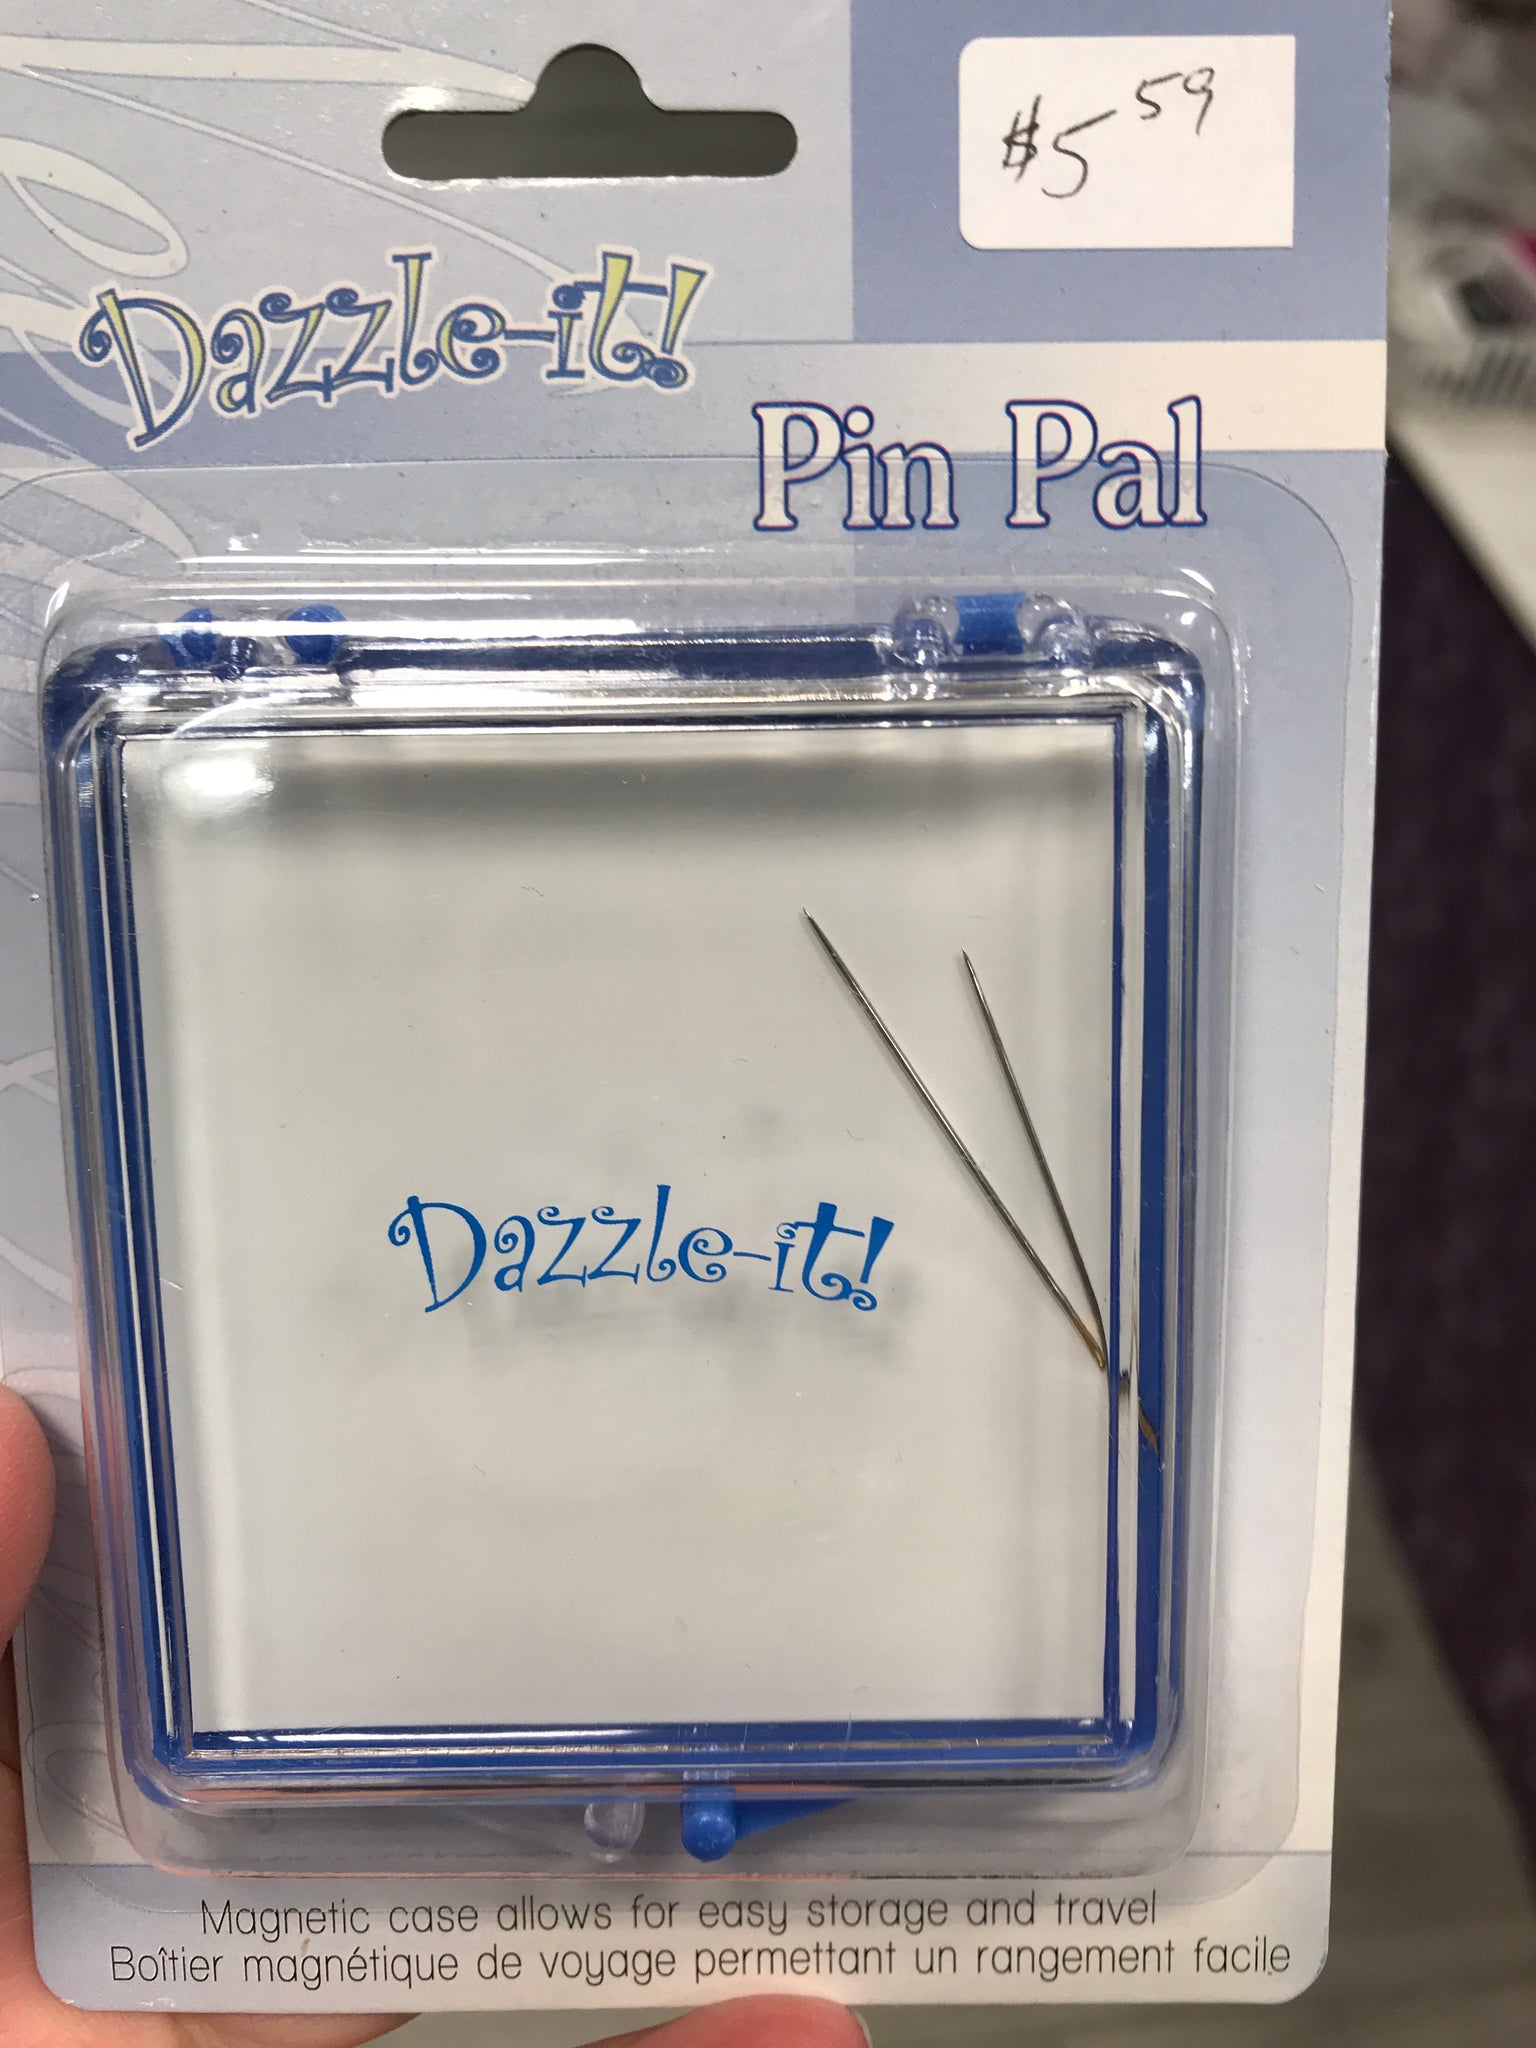 $5 59
Dazzle-it!
Pin Pal
Dazzle-it!
Magnetic case allows for easy storage and travel
Boîtier magnétique de voyage permettant un rangement facile